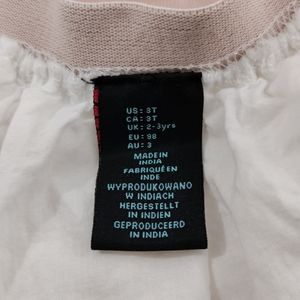 US: 3T
CA: 3T
UK: 2-3yrs
EU: 98
AU: 3
MADE IN
INDIA
FABRIQUÉ EN
INDE
WYPRODUKOWANO
W INDIACH
HERGESTELLT
IN INDIEN
GEPRODUCEERD
IN INDIA